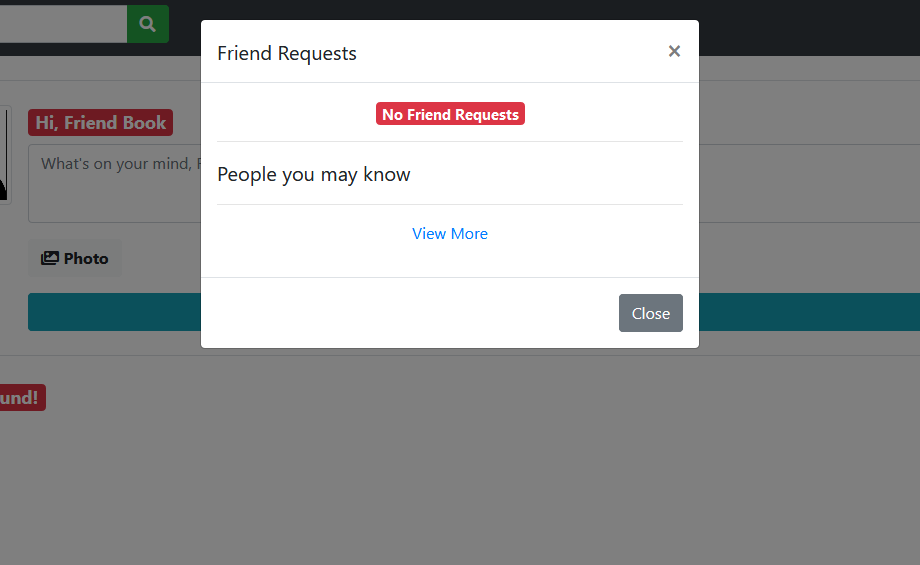 Friend Requests
×
No Friend Requests
People you may know
View More
Close
Hi, Friend Book
What's on your mind,
Photo